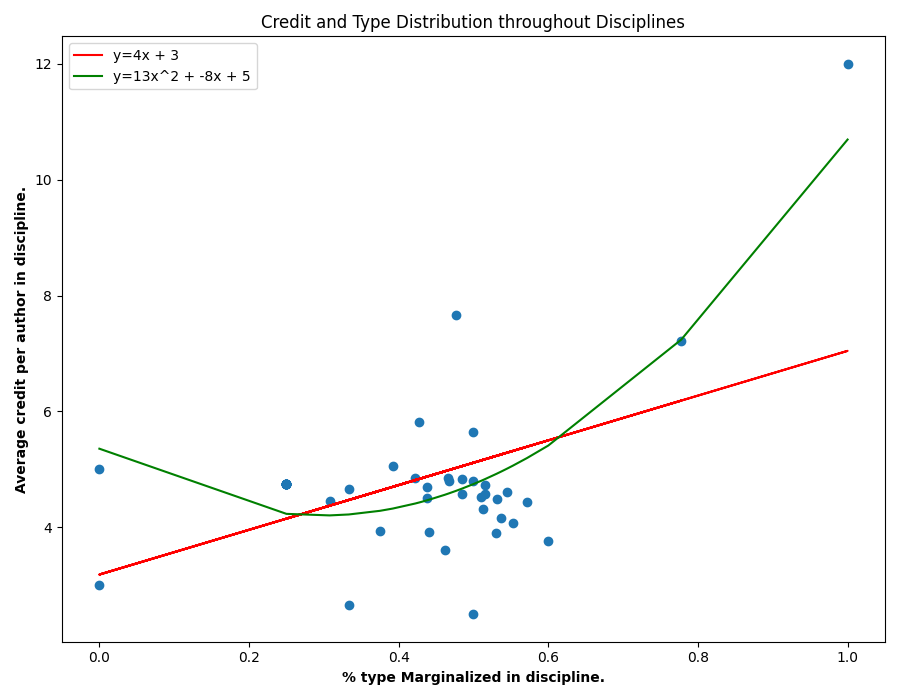 Credit and Type Distribution throughout Disciplines
y=4x + 3
y=13x^2 + -8x + 5
Average credit per author in discipline.
12
10
8
6
4
0.0 0.2 0.4 0.6 0.8 1.0
% type Marginalized in discipline.